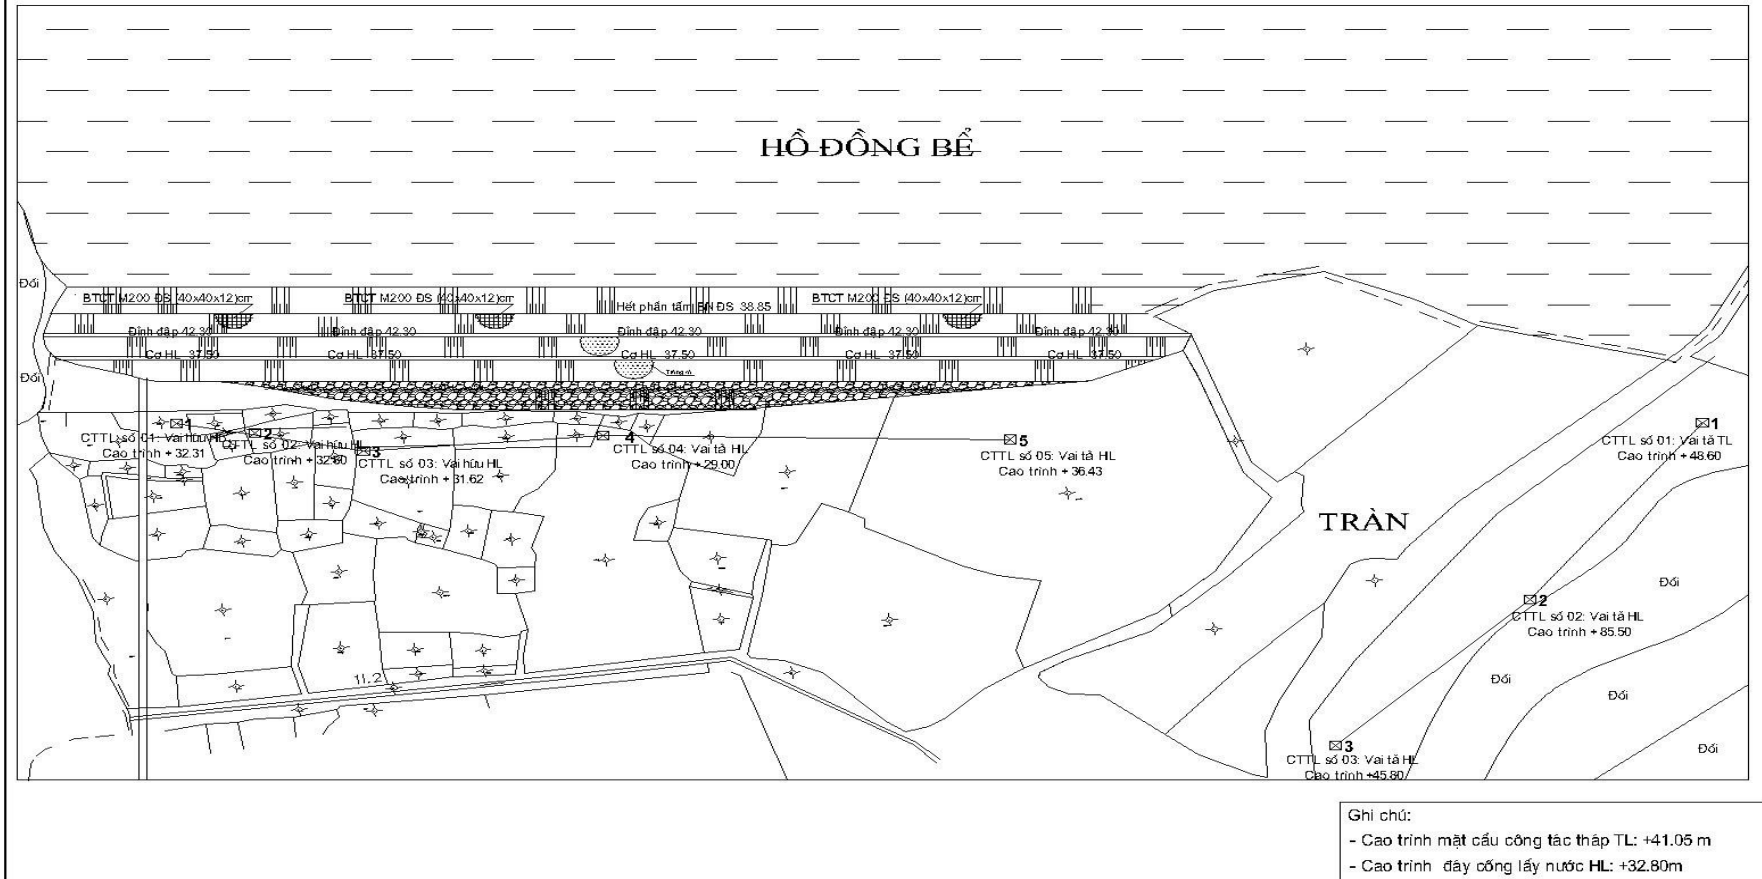 HỒ ĐỒNG BỂ
Đồi
BTCT M200 ĐS (40x40x12)cm
BTCT M200 ĐS (40x40x12)cm
Hết phần tấm BN ĐS 38.85
BTCT M200 ĐS (40x40x12)cm
Đỉnh đập 42.30
Đỉnh đập 42.30
Đỉnh đập 42.30
Đỉnh đập 42.30
Đỉnh đập 42.30
Cơ HL 37.50
Cơ HL 37.50
Cơ HL 37.50
Cơ HL 37.50
Cơ HL 37.50
Đồi
1
CTTL số 01: Vai hữu HL
Cao trình + 32.31
2
CTTL số 02: Vai hữu HL
Cao trình + 32.60
3
CTTL số 03: Vai hữu HL
Cao trình + 31.62
4
CTTL số 04: Vai tả HL
Cao trình + 29.00
5
CTTL số 05: Vai tả HL
Cao trình + 36.43
1
CTTL số 01: Vai tả TL
Cao trình + 48.60
TRÀN
Đồi
2
CTTL số 02: Vai tả HL
Cao trình + 85.50
11.2
Đồi
Đồi
Đồi
3
CTTL số 03: Vai tả HL
Cao trình +45.80
Ghi chú:
- Cao trình mặt cầu công tác tháp TL: +41.05 m
- Cao trình đáy cống lấy nước HL: +32.80m